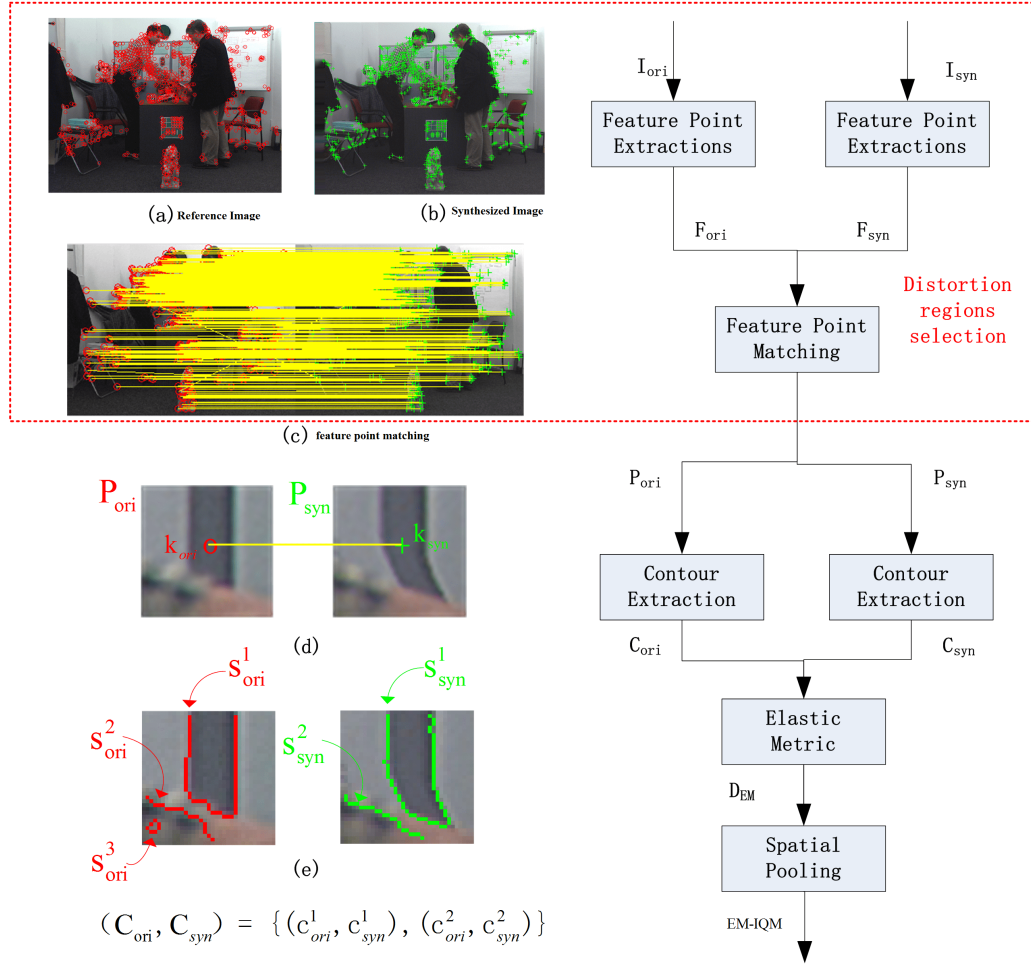 I_ori
I_syn
Feature Point
Extractions
Feature Point
Extractions
(a) Reference Image
(b) Synthesized Image
F_ori
F_syn
Distortion
regions
selection
Feature Point
Matching
(c) feature point matching
P_ori
P_syn
P_ori
P_syn
k_ori
k_syn
Contour
Extraction
Contour
Extraction
(d)
C_ori
C_syn
s^1_ori
s^1_syn
s^2_ori
s^2_syn
s^3_ori
Elastic
Metric
D_EM
Spatial
Pooling
(e)
(C_ori, C_syn) = {(c^1_ori, c^1_syn), (c^2_ori, c^2_syn)}
EM-IQM